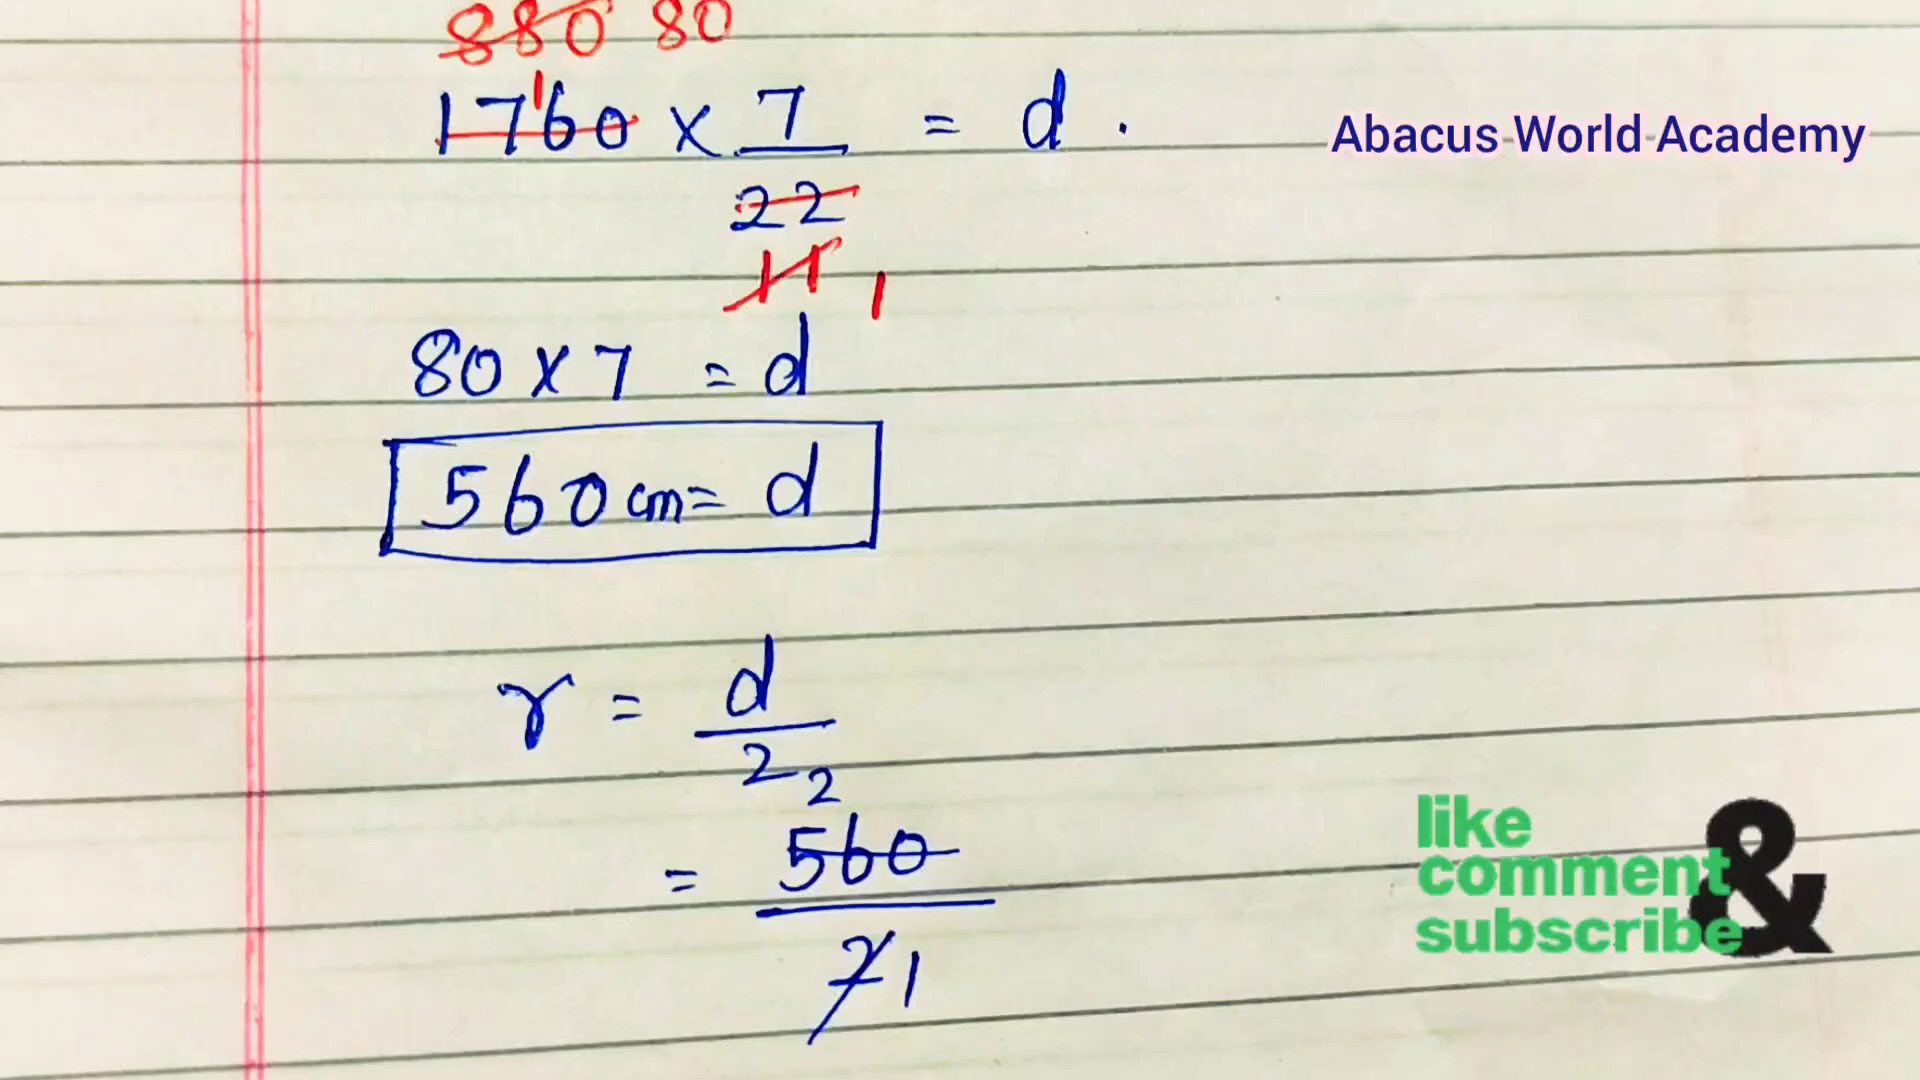 880 80
1760 × 7/22 = d.
11 1
Abacus World Academy
80 × 7 = d
560 cm = d
r = d/2
2
= 560/2 1
like
comment &
subscribe